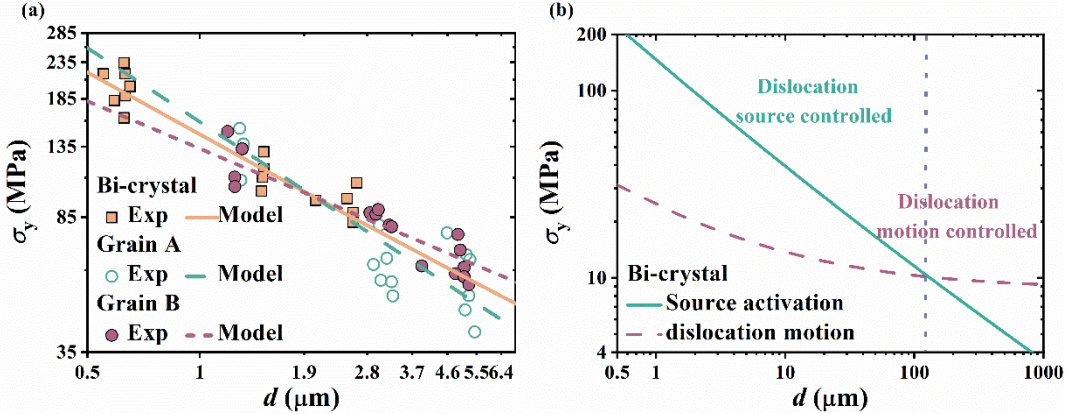 (a)
285
235
185
135
85
35
σy (MPa)
Bi-crystal
Exp Model
Grain A
Exp Model
Grain B
Exp Model
0.5 1 1.9 2.8 3.7 4.6 5.5 6.4
d (μm)
(b)
200
100
10
4
σy (MPa)
Dislocation
source controlled
Dislocation
motion controlled
Bi-crystal
Source activation
dislocation motion
0.5 1 10 100 1000
d (μm)